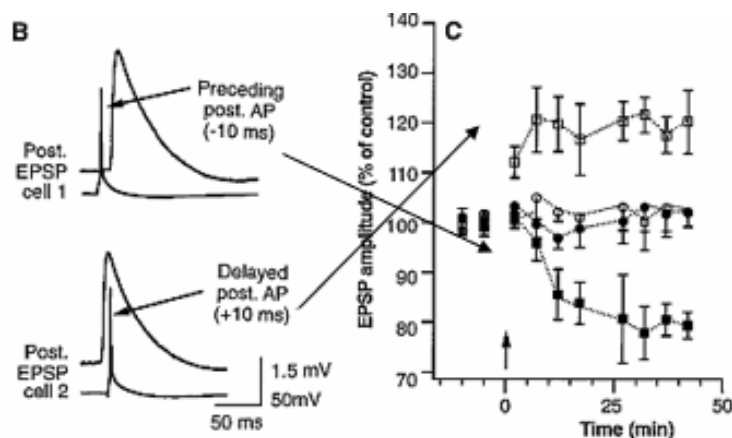 B
Preceding
post. AP
(-10 ms)
Post.
EPSP
cell 1
Delayed
post. AP
(+10 ms)
Post.
EPSP
cell 2
1.5 mV
50mV
50 ms
C
EPSP amplitude (% of control)
140
130
120
110
100
90
80
70
0
25
50
Time (min)